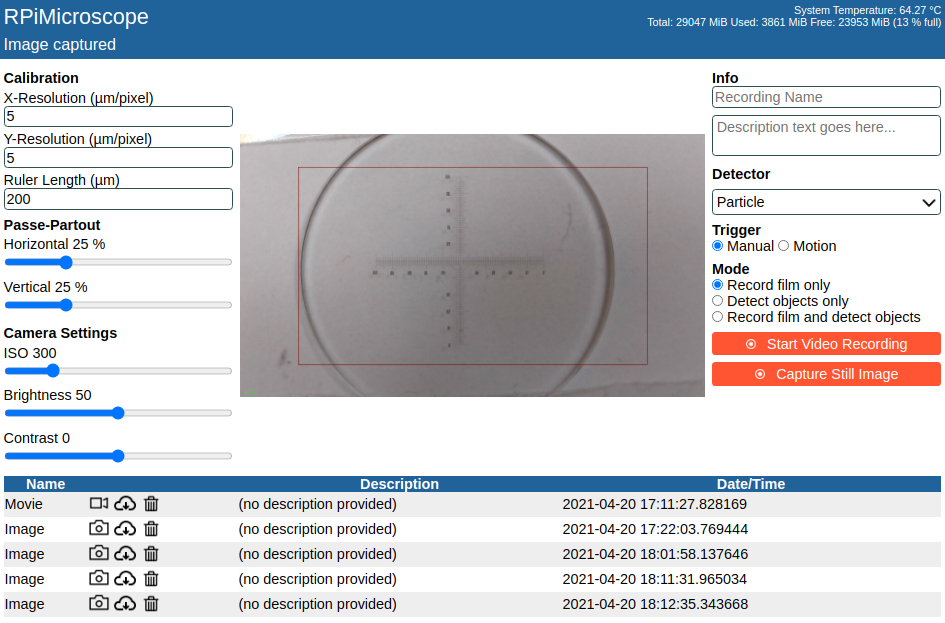 RPiMicroscope
System Temperature: 64.27 °C
Total: 29047 MiB Used: 3861 MiB Free: 23953 MiB (13 % full)
Image captured
Calibration
X-Resolution (µm/pixel)
5
Y-Resolution (µm/pixel)
5
Ruler Length (µm)
200
Passe-Partout
Horizontal 25 %
Vertical 25 %
Camera Settings
ISO 300
Brightness 50
Contrast 0
Info
Recording Name
Description text goes here...
Detector
Particle
Trigger
Manual Motion
Mode
Record film only
Detect objects only
Record film and detect objects
Start Video Recording
Capture Still Image
Name Description Date/Time
Movie (no description provided) 2021-04-20 17:11:27.828169
Image (no description provided) 2021-04-20 17:22:03.769444
Image (no description provided) 2021-04-20 18:01:58.137646
Image (no description provided) 2021-04-20 18:11:31.965034
Image (no description provided) 2021-04-20 18:12:35.343668